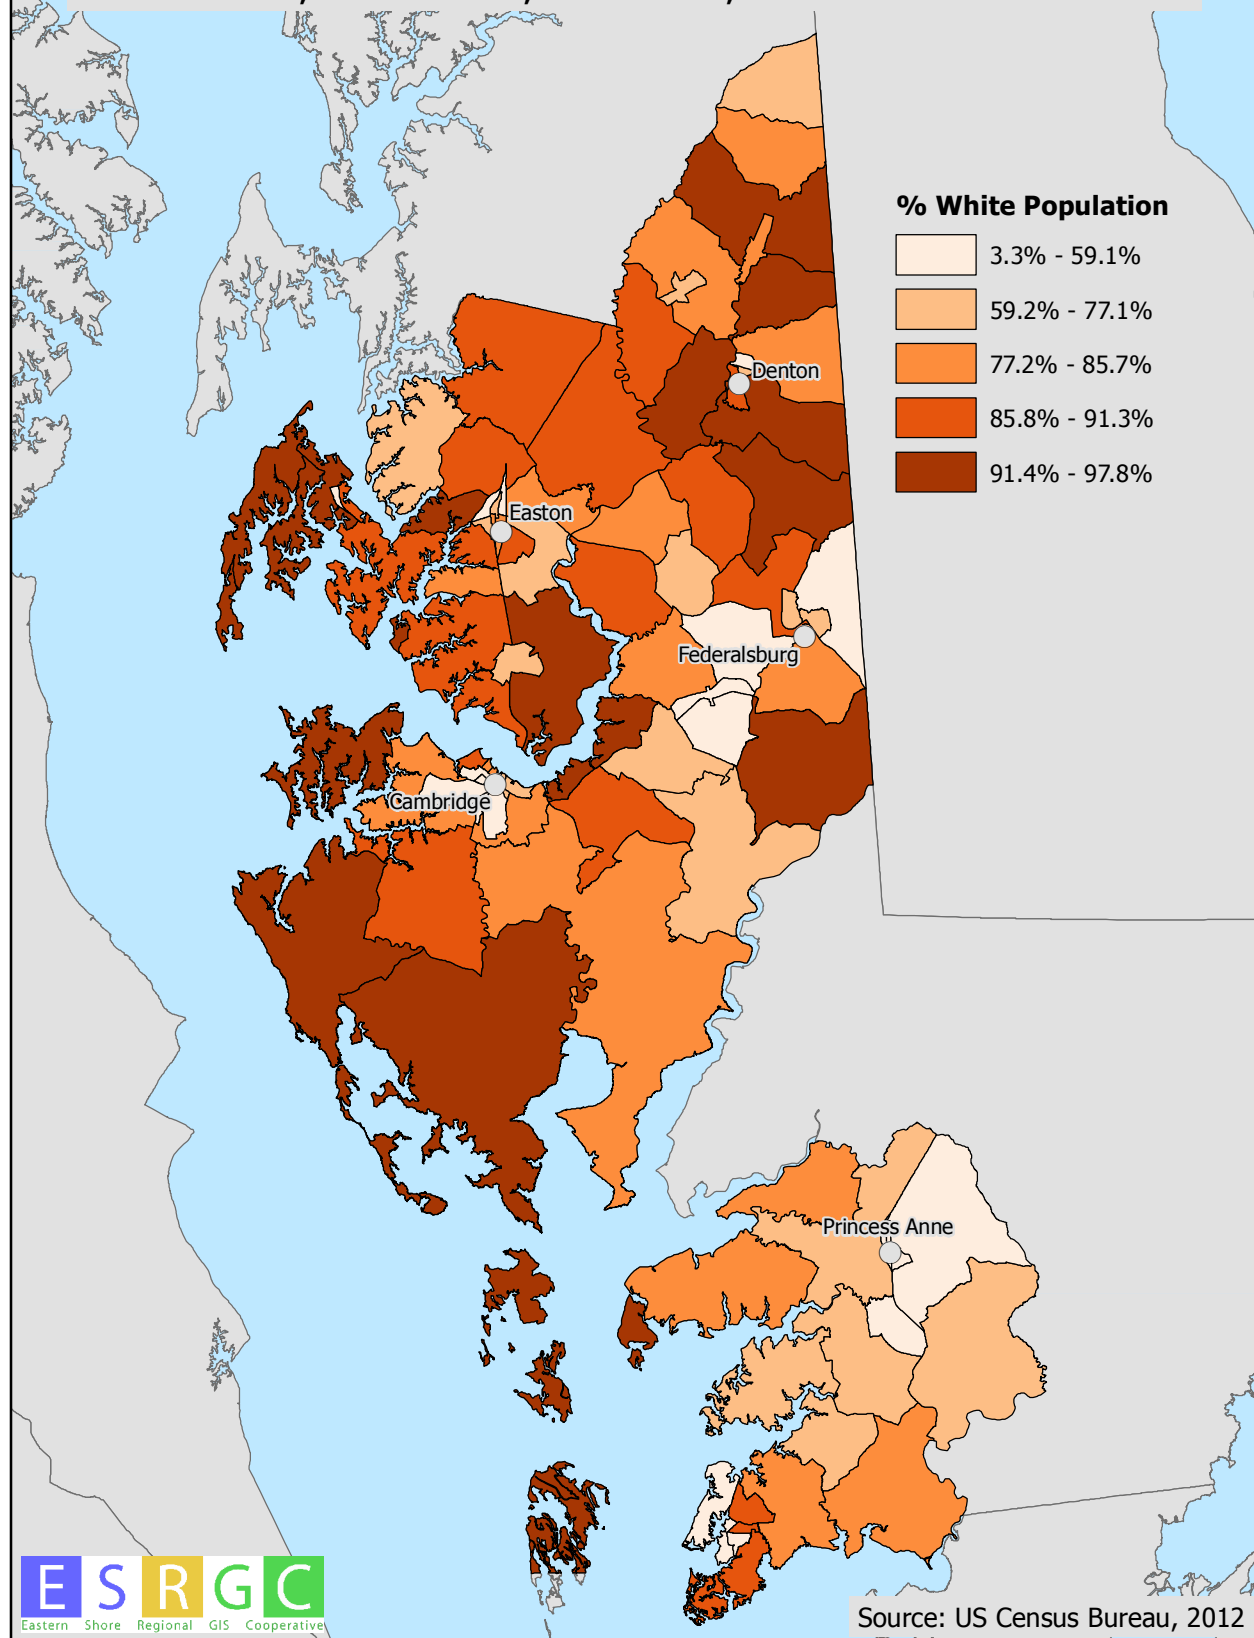 % White Population
3.3% - 59.1%
59.2% - 77.1%
77.2% - 85.7%
85.8% - 91.3%
91.4% - 97.8%
Denton
Easton
Federalsburg
Cambridge
Princess Anne
E S R G C
Eastern Shore Regional GIS Cooperative
Source: US Census Bureau, 2012